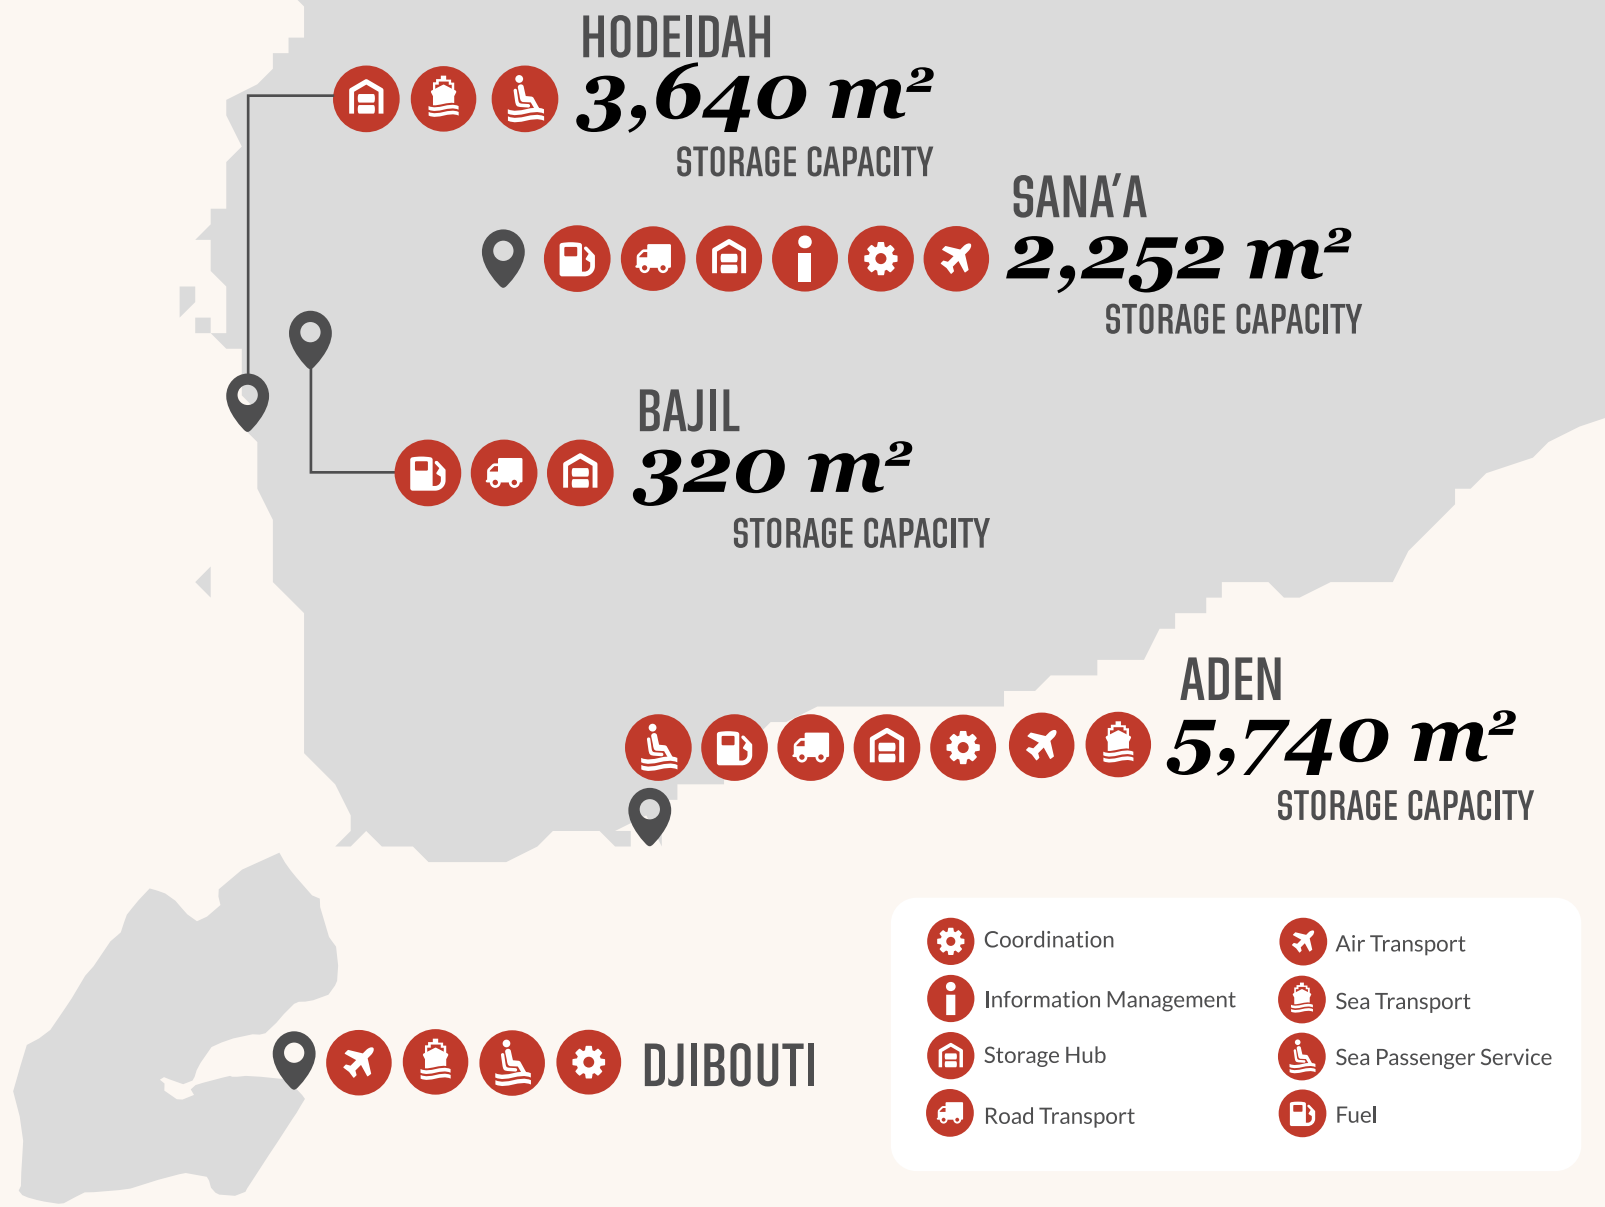 HODEIDAH
3,640 m²
STORAGE CAPACITY
SANA’A
2,252 m²
STORAGE CAPACITY
BAJIL
320 m²
STORAGE CAPACITY
ADEN
5,740 m²
STORAGE CAPACITY
DJIBOUTI
Coordination
Information Management
Storage Hub
Road Transport
Air Transport
Sea Transport
Sea Passenger Service
Fuel